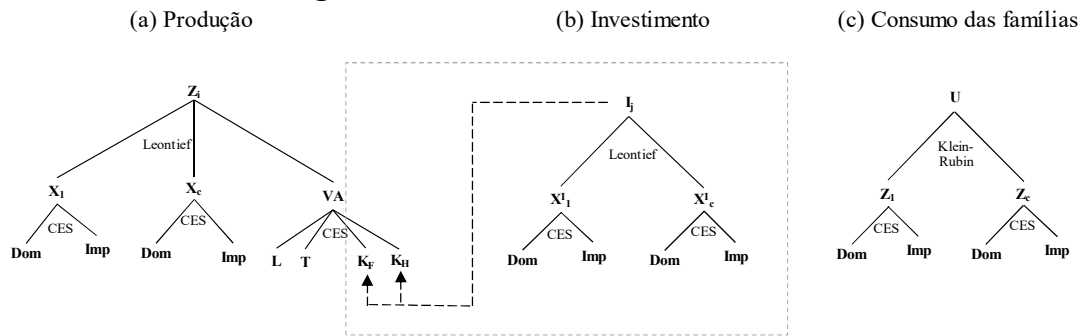 (a) Produção
(b) Investimento
(c) Consumo das famílias
Zi
Leontief
X1
Xc
VA
CES
CES
CES
Dom
Imp
Dom
Imp
L
T
KF
KH
Ij
Leontief
XI1
XIc
CES
CES
Dom
Imp
Dom
Imp
U
Klein-
Rubin
Z1
Zc
CES
CES
Dom
Imp
Dom
Imp